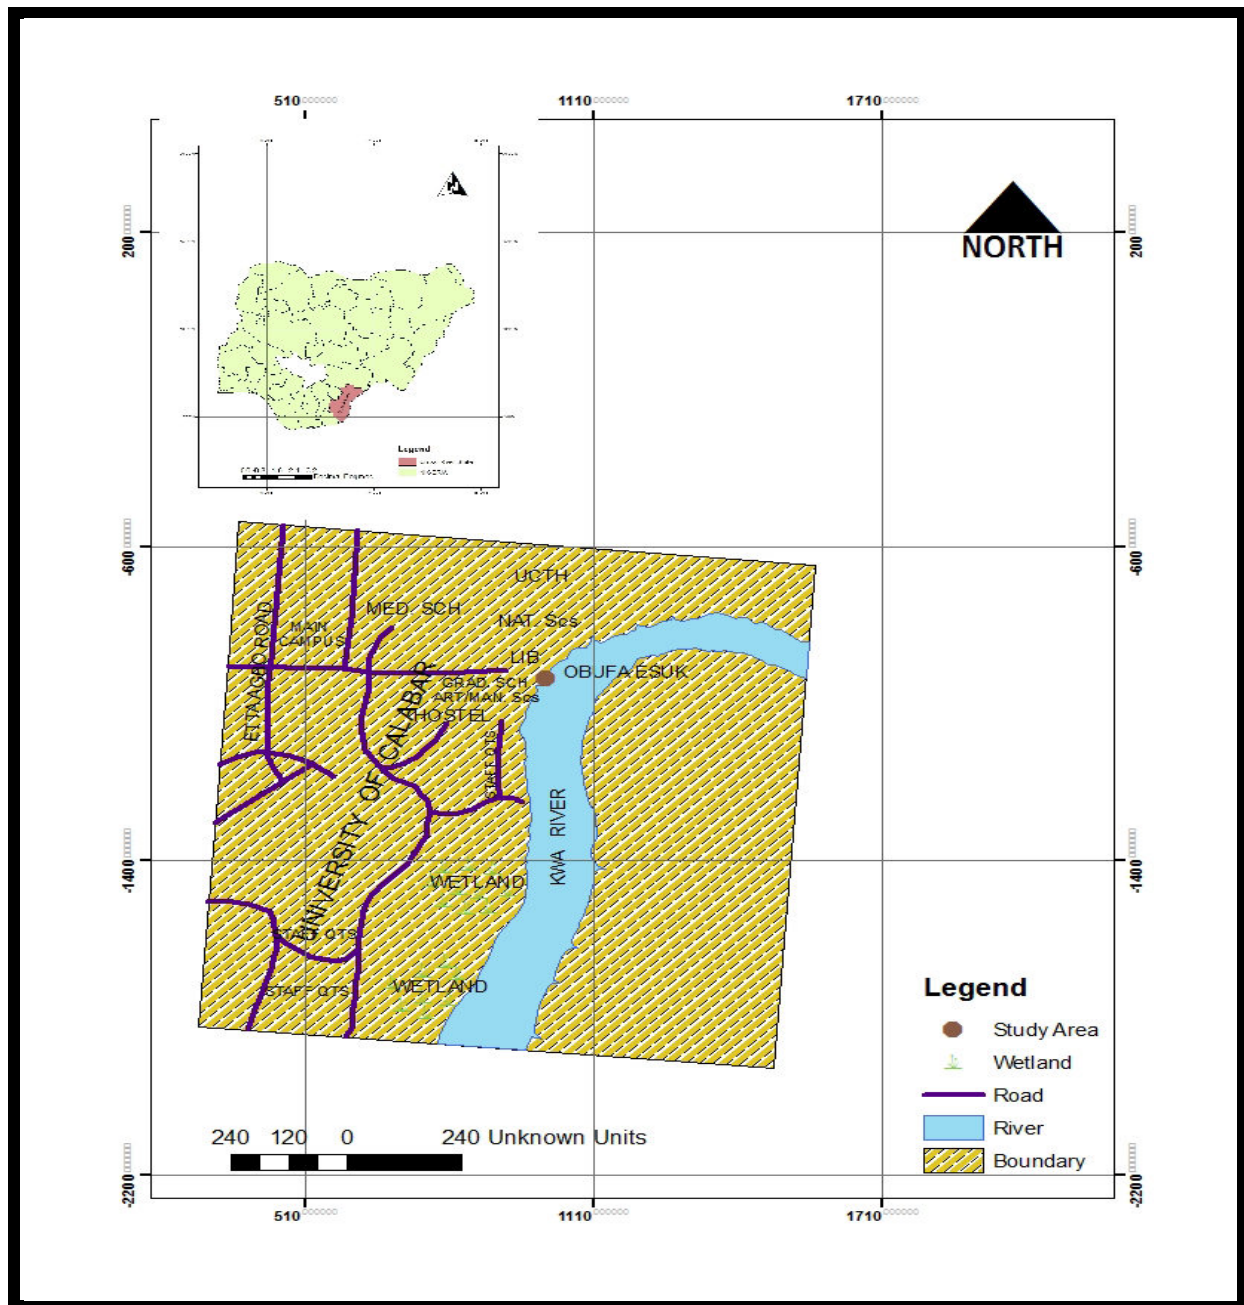 510 1110 1710
200 200
NORTH
Legend
-600 -600
UCTH
MED. SCH.
NAT. Scs
MAIN
CAMPUS
ETTA AGBO ROAD
LIB
OBUFA ESUK
GRAD. SCH
ART/MAN. Scs
HOSTEL
STAFF QTS
UNIVERSITY OF CALABAR
KWA RIVER
-1400 -1400
WETLAND
STAFF QTS
STAFF QTS
WETLAND
Legend
Study Area
Wetland
Road
River
Boundary
240 120 0 240 Unknown Units
-2200 -2200
510 1110 1710